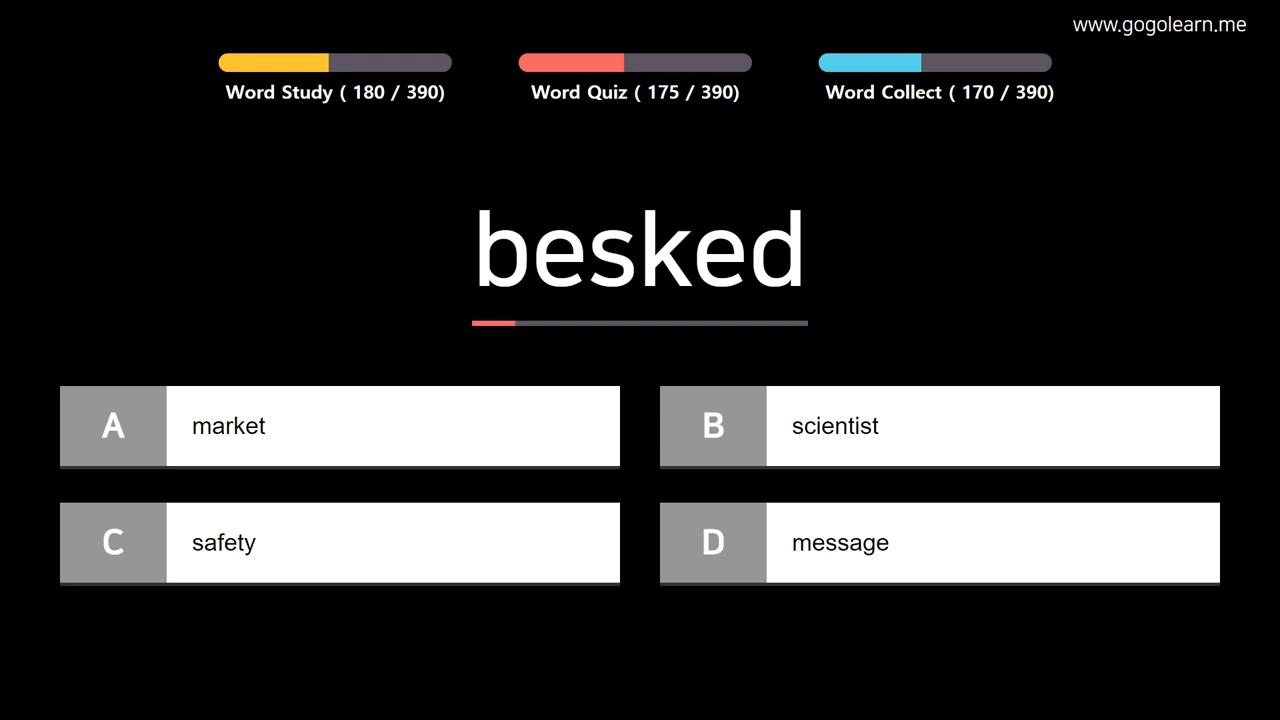 www.gogolearn.me
Word Study ( 180 / 390)
Word Quiz ( 175 / 390)
Word Collect ( 170 / 390)
besked
A market
B scientist
C safety
D message